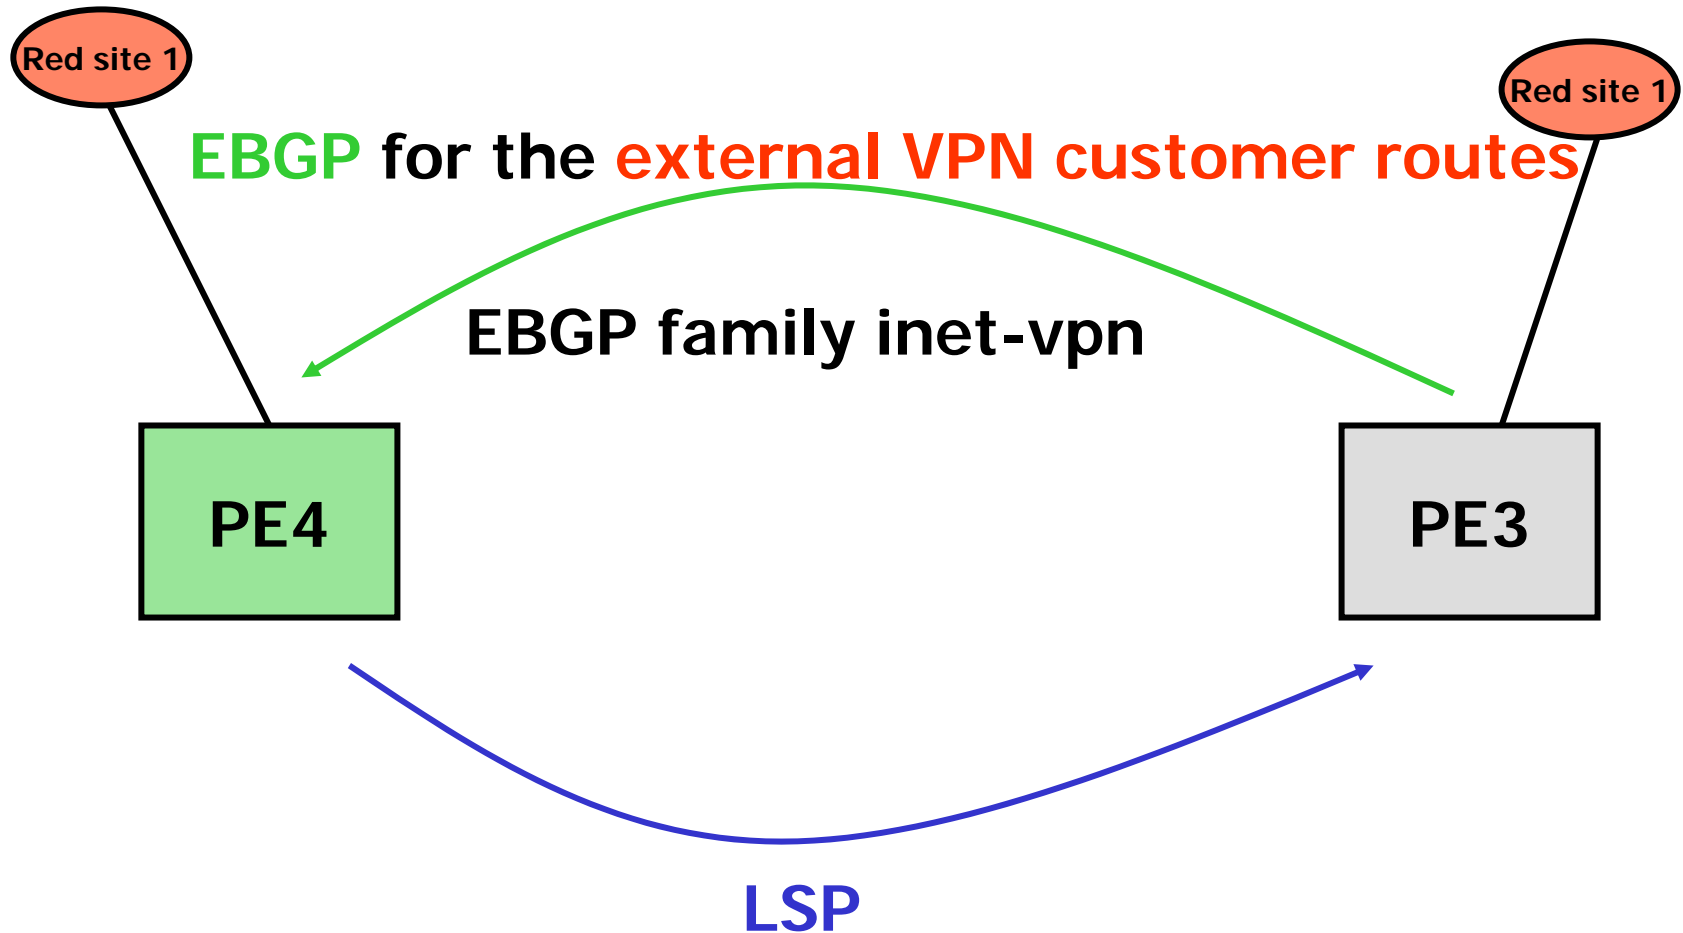 Red site 1
Red site 1
EBGP for the external VPN customer routes
EBGP family inet-vpn
PE4
PE3
LSP